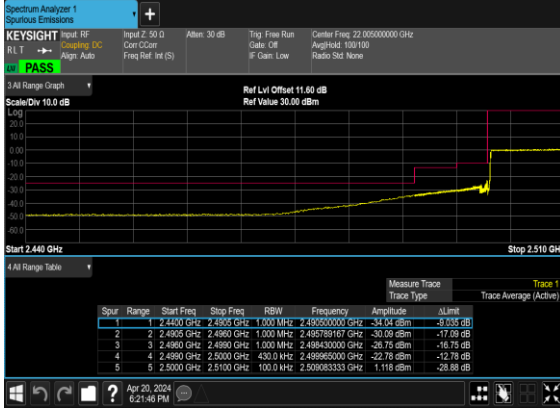 Spectrum Analyzer 1
Spurious Emissions
+
KEYSIGHT Input: RF Input Z: 50 Ω Atten: 30 dB Trig: Free Run Center Freq: 22.005000000 GHz
RLT Coupling: DC Corr CCorr Gate: Off Avg|Hold: 100/100
Align: Auto Freq Ref: Int (S) IF Gain: Low Radio Std: None
LXI PASS
3 All Range Graph
Ref Lvl Offset 11.60 dB
Scale/Div 10.0 dB Ref Value 30.00 dBm
Log
20.0
10.0
0.00
-10.0
-20.0
-30.0
-40.0
-50.0
-60.0
Start 2.440 GHz Stop 2.510 GH
4 All Range Table
Measure Trace Trace 1
Trace Type Trace Average (Active)
Spur Range Start Freq Stop Freq RBW Frequency Amplitude ΔLimit
1 1 2.4400 GHz 2.4905 GHz 1.000 MHz 2.490500000 GHz -34.04 dBm -9.035 dB
2 2 2.4905 GHz 2.4960 GHz 1.000 MHz 2.495789167 GHz -30.09 dBm -17.09 dB
3 3 2.4960 GHz 2.4990 GHz 1.000 MHz 2.498430000 GHz -26.75 dBm -16.75 dB
4 4 2.4990 GHz 2.5000 GHz 430.0 kHz 2.499965000 GHz -22.78 dBm -12.78 dB
5 5 2.5000 GHz 2.5100 GHz 100.0 kHz 2.509083333 GHz 1.118 dBm -28.88 dB
? Apr 20, 2024
6:21:46 PM